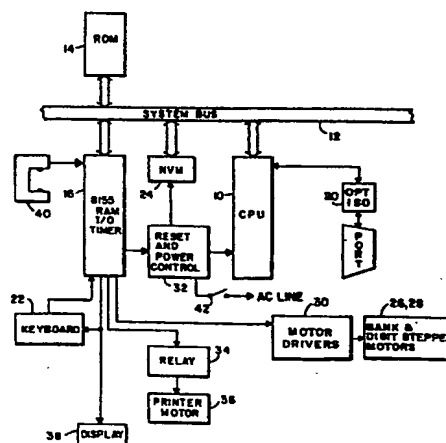 ROM
14
SYSTEM BUS
12
40
16
8155
RAM
I/O
TIMER
NVM
24
10
CPU
20
OPT
ISO
PORT
RESET
AND
POWER
CONTROL
32
42
AC LINE
22
KEYBOARD
30
MOTOR
DRIVERS
26,28
BANK &
DIGIT STEPPE
MOTORS
34
RELAY
PRINTER
MOTOR
36
38
DISPLAY